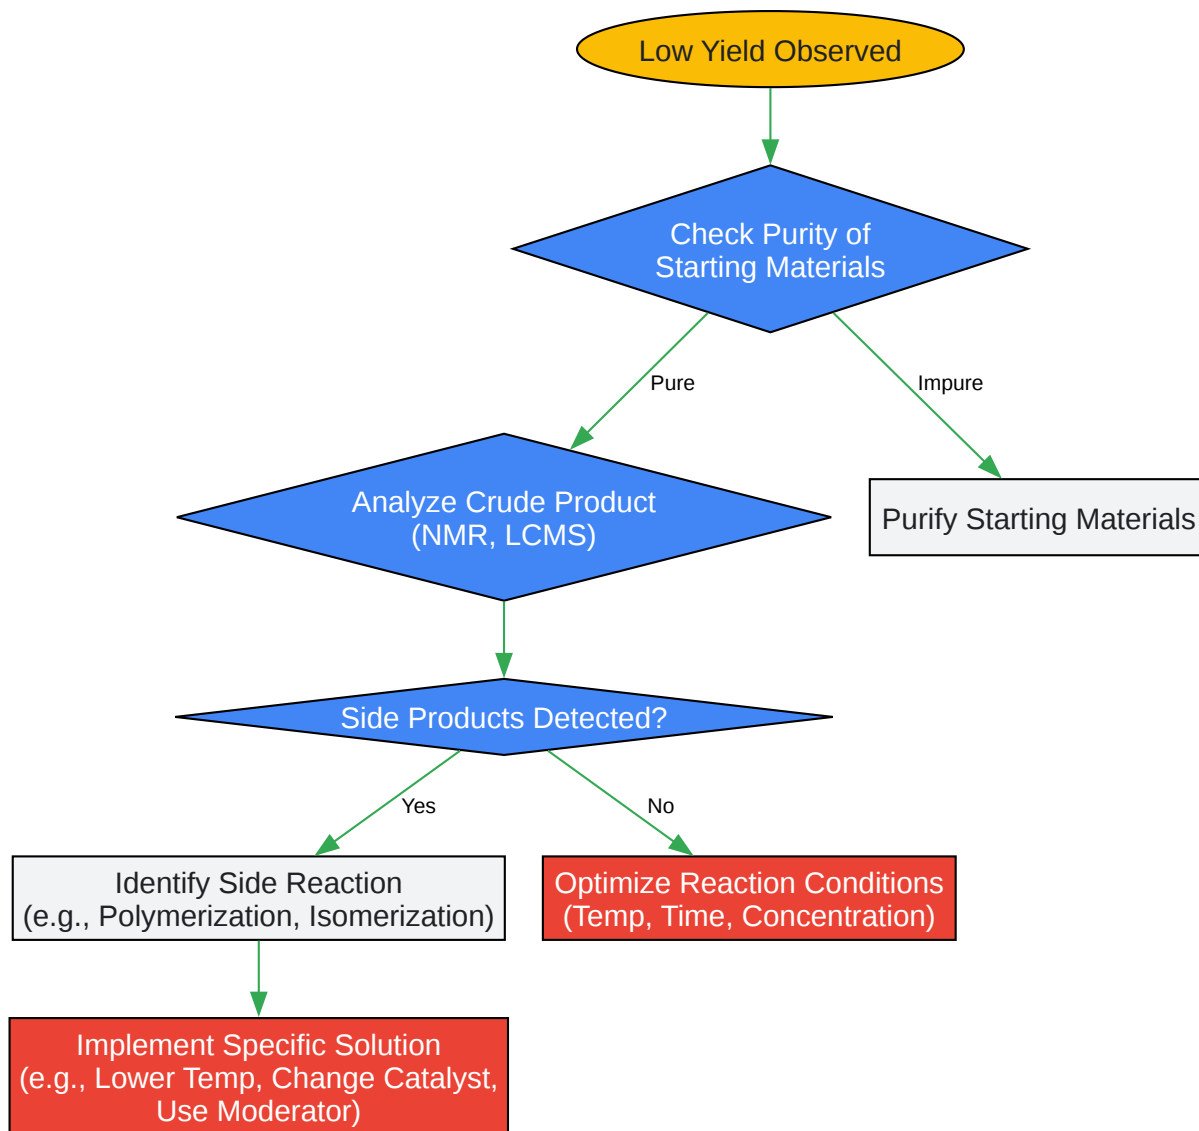 Low Yield Observed
Check Purity of
Starting Materials
Pure
Impure
Analyze Crude Product
(NMR, LCMS)
Purify Starting Materials
Side Products Detected?
Yes
No
Identify Side Reaction
(e.g., Polymerization, Isomerization)
Optimize Reaction Conditions
(Temp, Time, Concentration)
Implement Specific Solution
(e.g., Lower Temp, Change Catalyst,
Use Moderator)